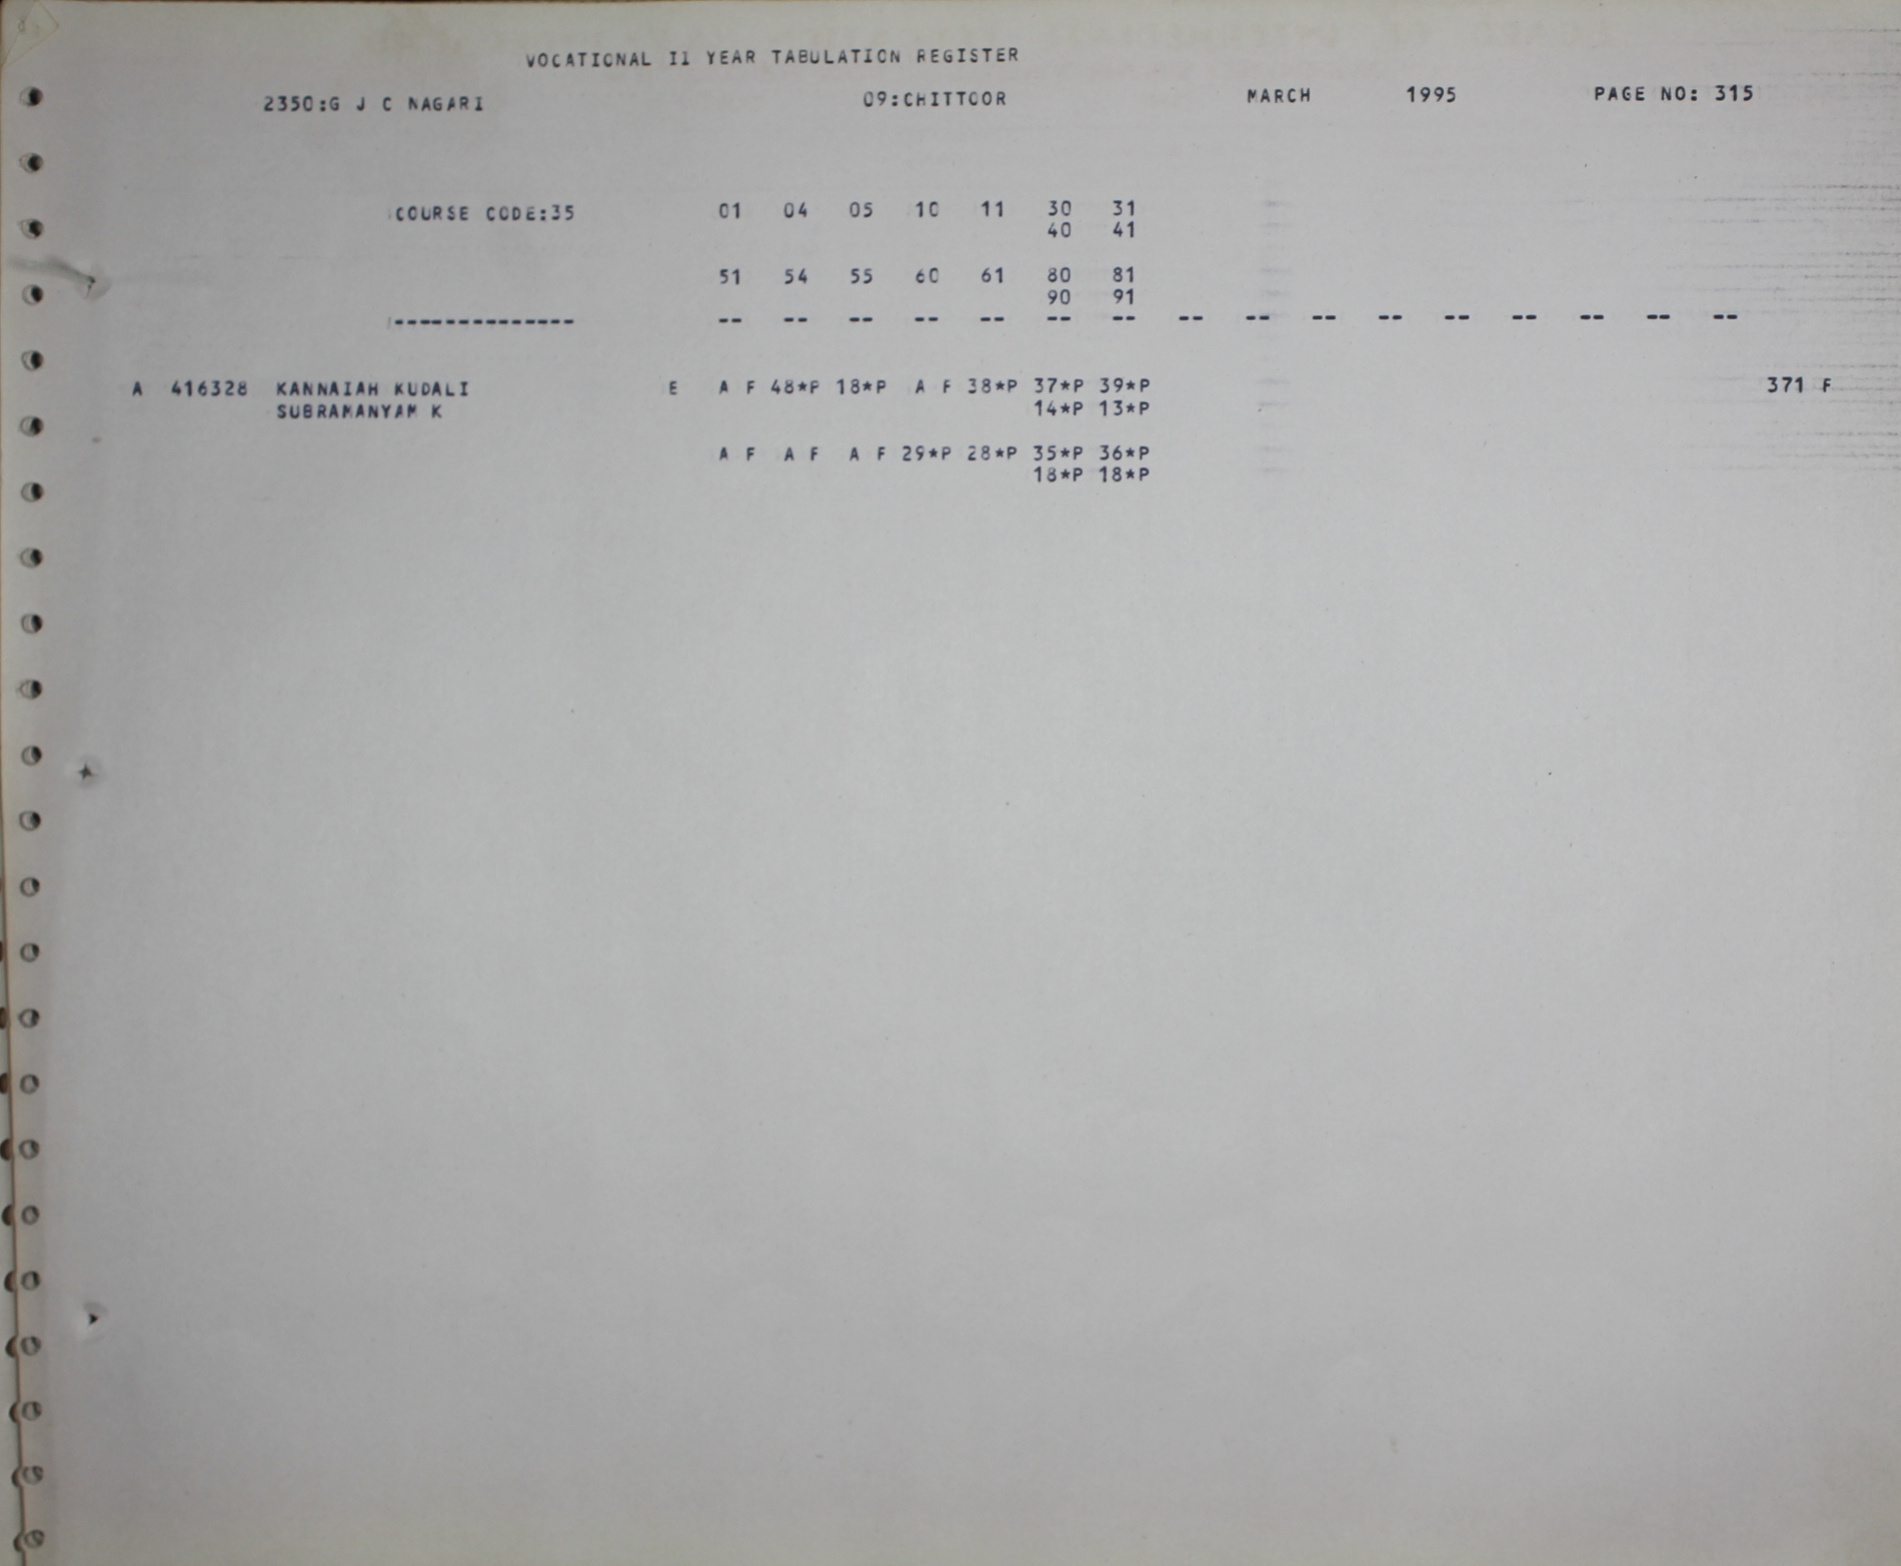 VOCATIONAL II YEAR TABULATION REGISTER
2350:G J C NAGARI 09:CHITTOOR MARCH 1995 PAGE NO: 315
COURSE CODE:35 01 04 05 10 11 30 31
40 41
51 54 55 60 61 80 81
90 91
-------------- -- -- -- -- -- -- -- -- -- -- -- -- -- -- -- --
A 416328 KANNAIAH KUDALI E A F 48*P 18*P A F 38*P 37*P 39*P 371 F
SUBRAMANYAM K 14*P 13*P
A F A F A F 29*P 28*P 35*P 36*P
18*P 18*P